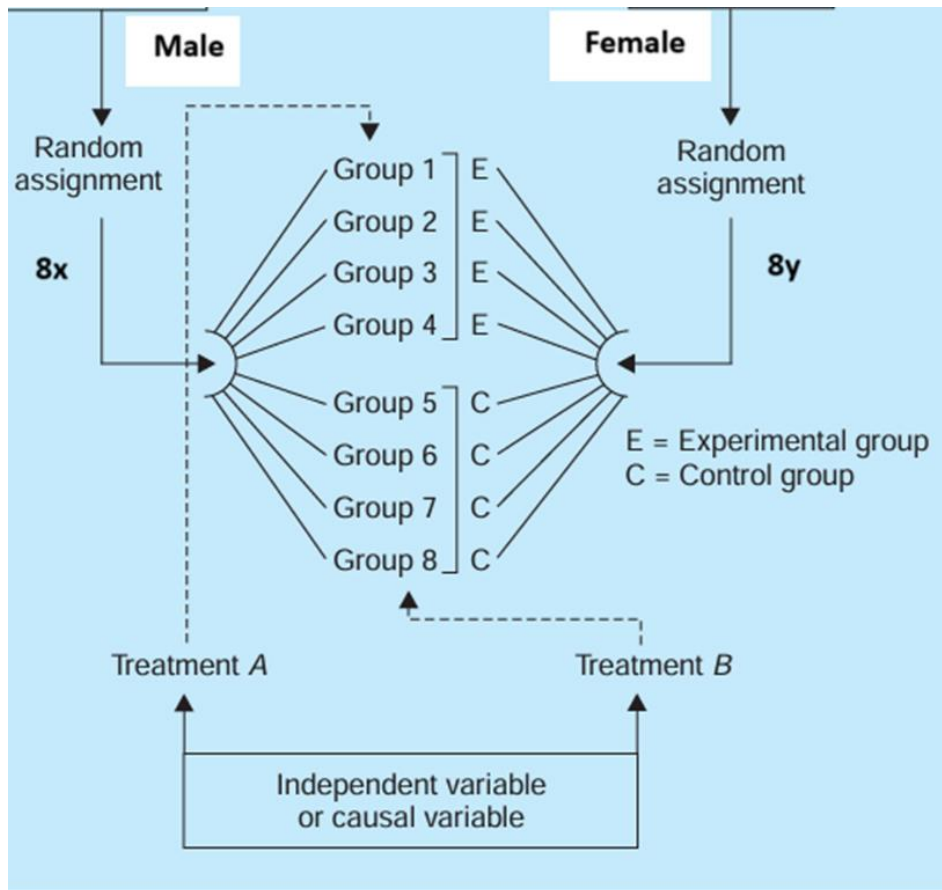 Male
Female
Random
assignment
Random
assignment
8x
8y
Group 1 E
Group 2 E
Group 3 E
Group 4 E
Group 5 C
Group 6 C
Group 7 C
Group 8 C
E = Experimental group
C = Control group
Treatment A
Treatment B
Independent variable
or causal variable